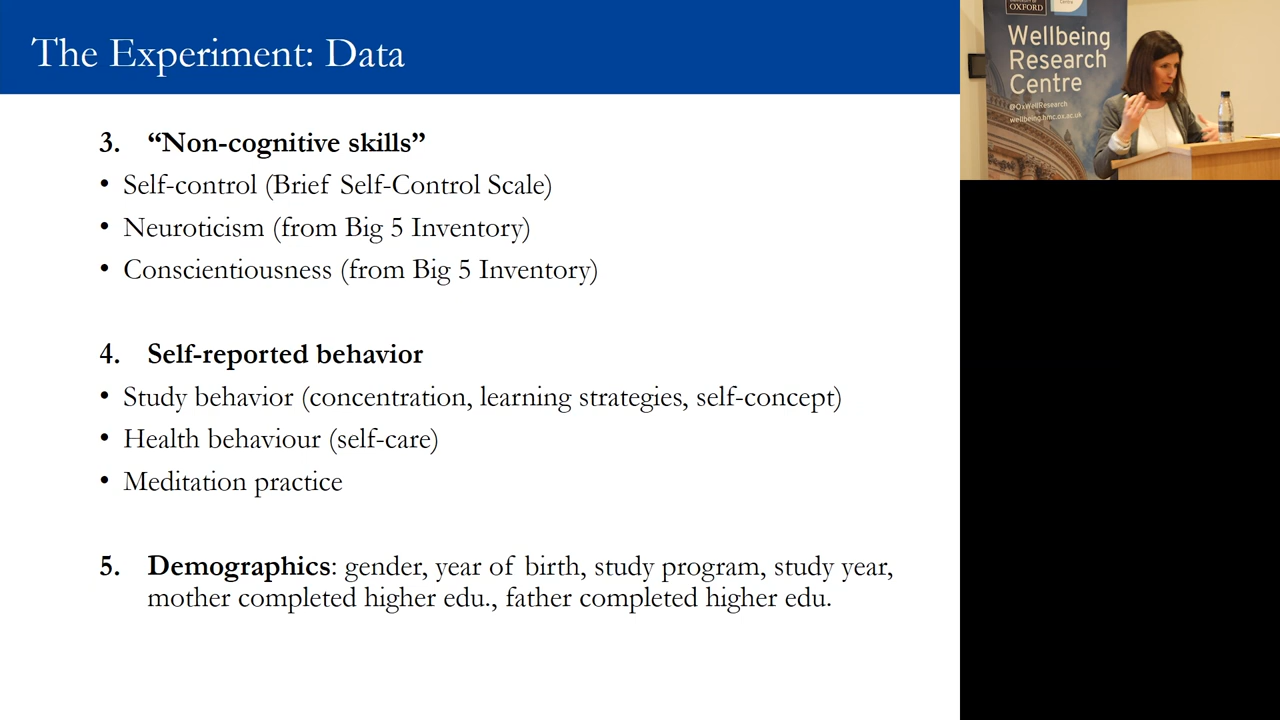 The Experiment: Data
3. “Non-cognitive skills”
• Self-control (Brief Self-Control Scale)
• Neuroticism (from Big 5 Inventory)
• Conscientiousness (from Big 5 Inventory)
4. Self-reported behavior
• Study behavior (concentration, learning strategies, self-concept)
• Health behaviour (self-care)
• Meditation practice
5. Demographics: gender, year of birth, study program, study year,
mother completed higher edu., father completed higher edu.
OXFORD
Centre
Wellbeing
Research
Centre
@OxWellResearch
wellbeing.hmc.ox.ac.uk